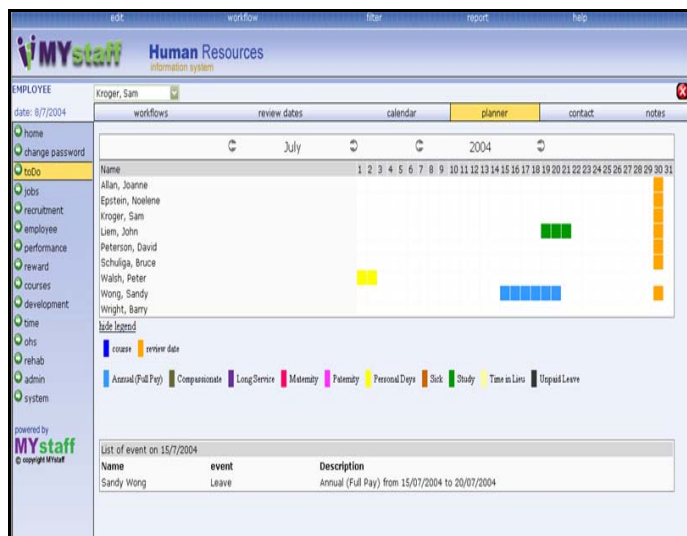 edit workflow filter report help
MYstaff Human Resources
information system
EMPLOYEE Kroger, Sam
date: 8/7/2004 workflows review dates calendar planner contact notes
home
change password
toDo
jobs
recruitment
employee
performance
reward
courses
development
time
ohs
rehab
admin
system
powered by
MYstaff
© copyright MYstaff
July 2004
Name 1 2 3 4 5 6 7 8 9 10 11 12 13 14 15 16 17 18 19 20 21 22 23 24 25 26 27 28 29 30 31
Allan, Joanne
Epstein, Noelene
Kroger, Sam
Liem, John
Peterson, David
Schuliga, Bruce
Walsh, Peter
Wong, Sandy
Wright, Barry
hide legend
course review date
Annual (Full Pay) Compassionate Long Service Maternity Paternity Personal Days Sick Study Time in Lieu Unpaid Leave
List of event on 15/7/2004
Name event Description
Sandy Wong Leave Annual (Full Pay) from 15/07/2004 to 20/07/2004